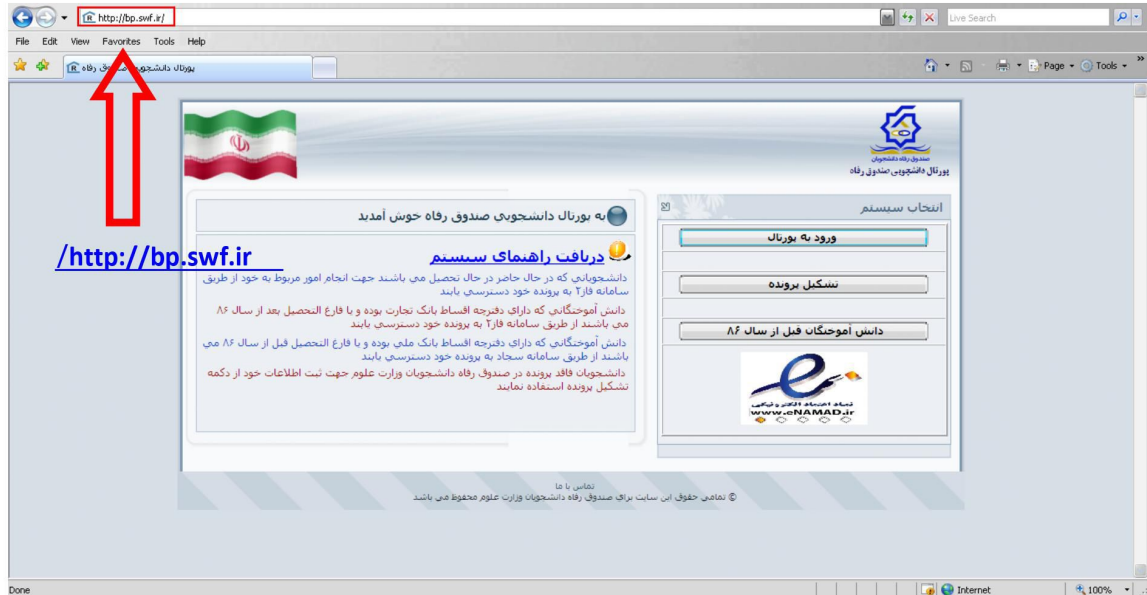 http://bp.swf.ir/
Live Search
File Edit View Favorites Tools Help
پورتال دانشجویی صندوق رفاه
Page Tools
صندوق رفاه دانشجویان
پورتال دانشجویی صندوق رفاه
انتخاب سیستم
ورود به پورتال
تشکیل پرونده
دانش آموختگان قبل از سال ۸۶
نماد اعتماد الکترونیکی
www.eNAMAD.ir
به پورتال دانشجویی صندوق رفاه خوش آمدید
دریافت راهنمای سیستم
دانشجویانی که در حال حاضر در حال تحصیل می باشند جهت انجام امور مربوط به خود از طریق
سامانه فاز۲ به پرونده خود دسترسی یابند
دانش آموختگانی که دارای دفترچه اقساط بانک تجارت بوده و یا فارغ التحصیل بعد از سال ۸۶
می باشند از طریق سامانه فاز۲ به پرونده خود دسترسی یابند
دانش آموختگانی که دارای دفترچه اقساط بانک ملی بوده و یا فارغ التحصیل قبل از سال ۸۶ می
باشند از طریق سامانه سجاد به پرونده خود دسترسی یابند
دانشجویان فاقد پرونده در صندوق رفاه دانشجویان وزارت علوم جهت ثبت اطلاعات خود از دکمه
تشکیل پرونده استفاده نمایند
/http://bp.swf.ir
تماس با ما
© تمامی حقوق این سایت برای صندوق رفاه دانشجویان وزارت علوم محفوظ می باشد
Done
Internet
100%